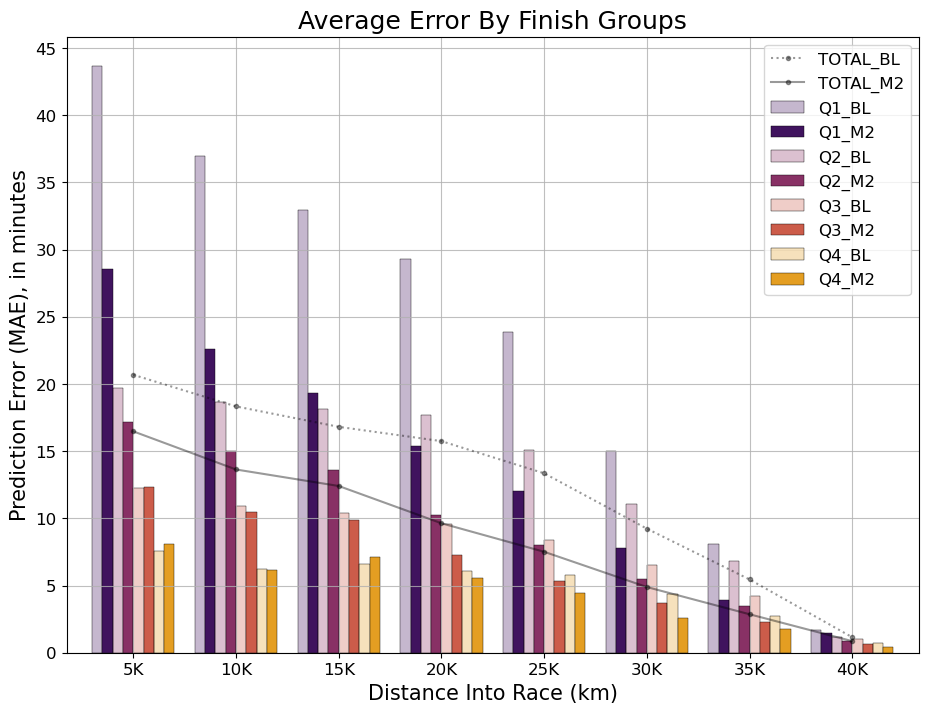 Average Error By Finish Groups
Prediction Error (MAE), in minutes
45
40
35
30
25
20
15
10
5
0
TOTAL_BL
TOTAL_M2
Q1_BL
Q1_M2
Q2_BL
Q2_M2
Q3_BL
Q3_M2
Q4_BL
Q4_M2
5K 10K 15K 20K 25K 30K 35K 40K
Distance Into Race (km)